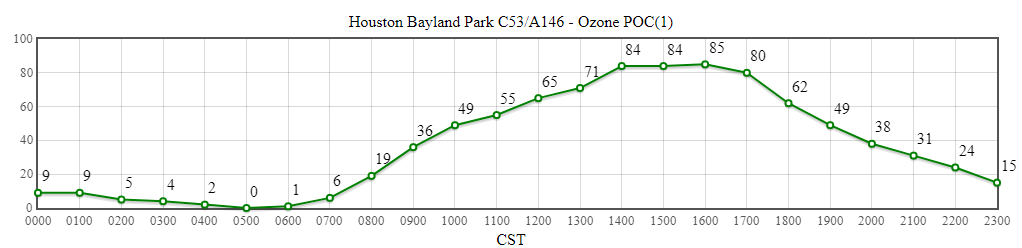 Houston Bayland Park C53/A146 - Ozone POC(1)
100
80
60
40
20
0
9 9 5 4 2 0 1 6 19 36 49 55 65 71 84 84 85 80 62 49 38 31 24 15
0000 0100 0200 0300 0400 0500 0600 0700 0800 0900 1000 1100 1200 1300 1400 1500 1600 1700 1800 1900 2000 2100 2200 2300
CST